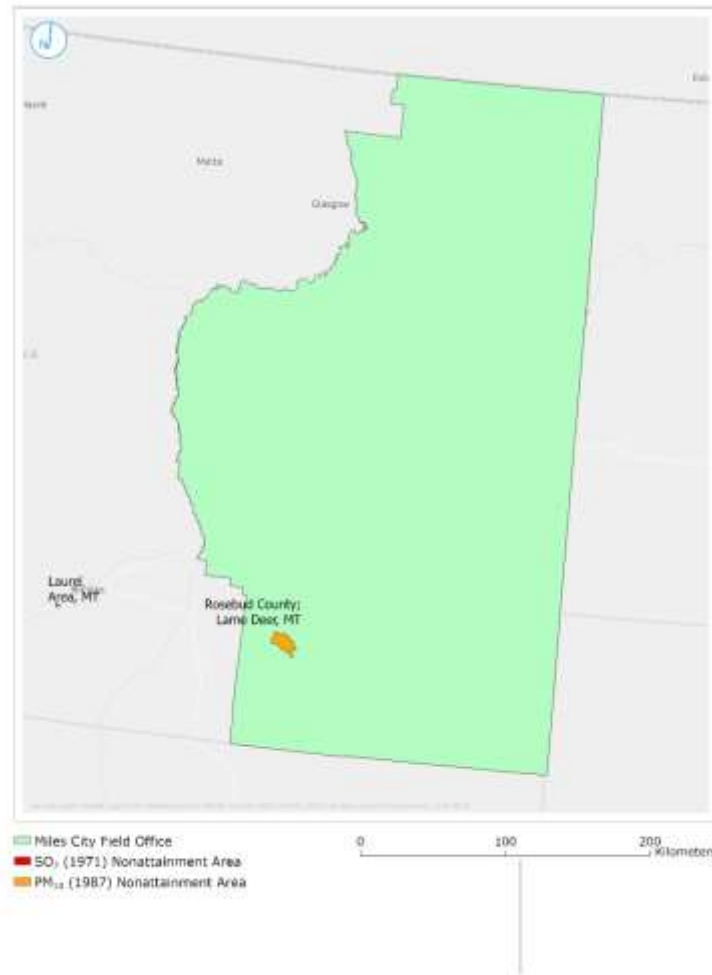 N
Malta
Glasgow
Laurel
Area, MT
Rosebud County;
Lame Deer, MT
Miles City Field Office
SO₂ (1971) Nonattainment Area
PM₁₀ (1987) Nonattainment Area
0 100 200
Kilometers